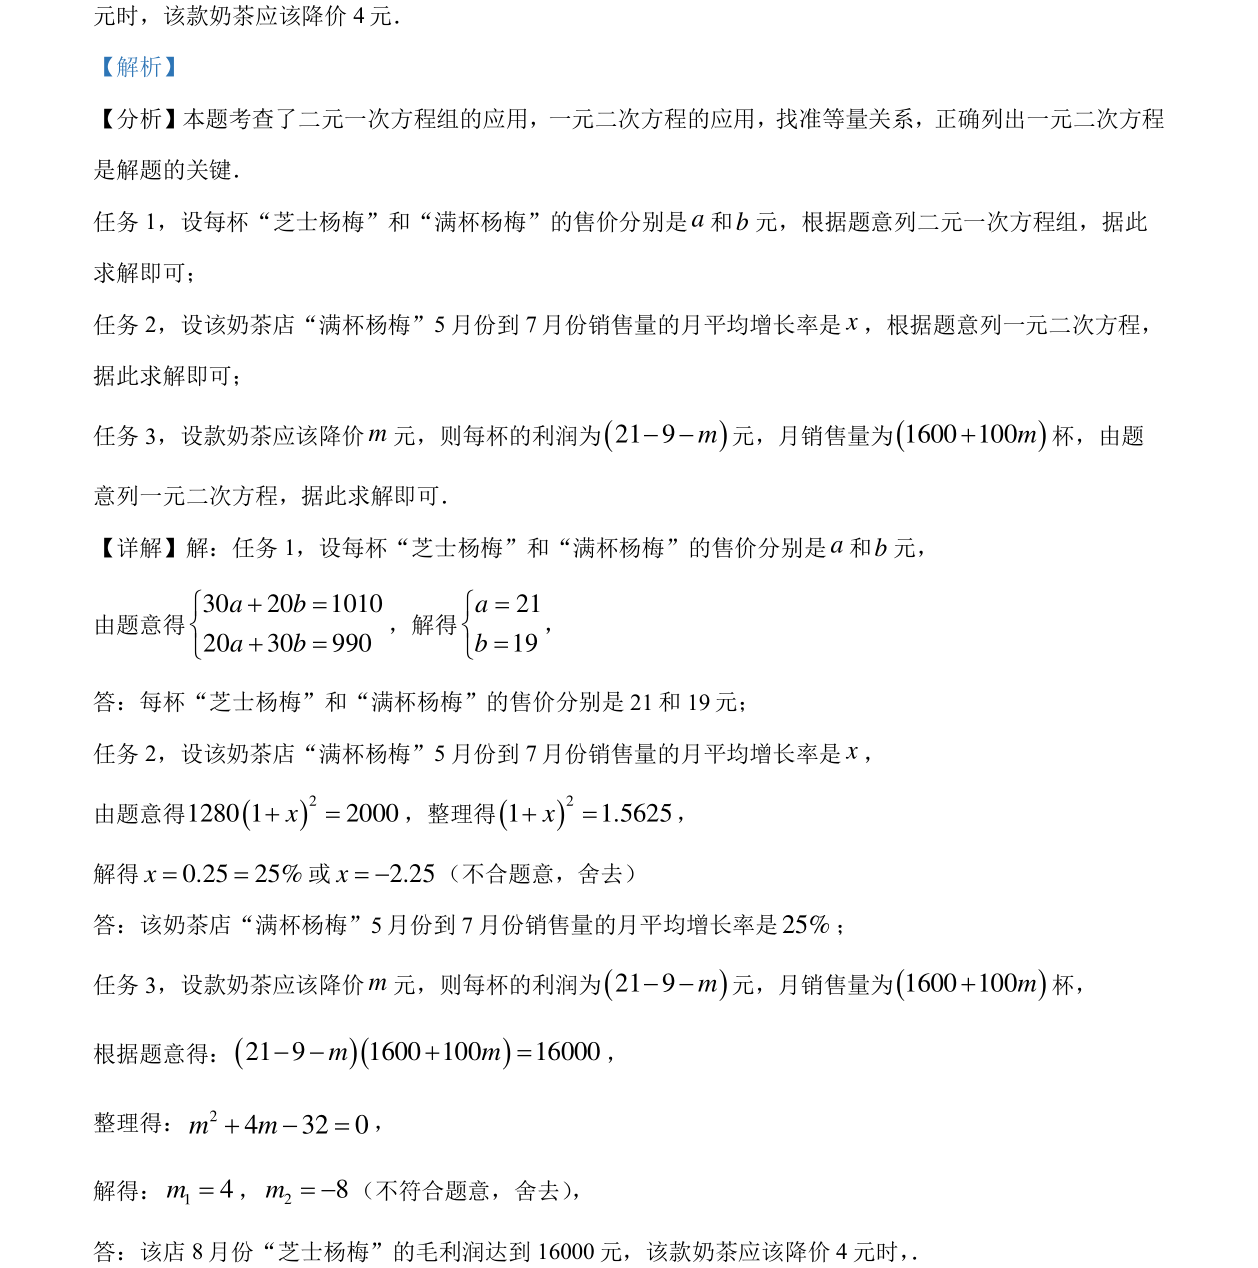 元时，该款奶茶应该降价 4 元．
【解析】
【分析】本题考查了二元一次方程组的应用，一元二次方程的应用，找准等量关系，正确列出一元二次方程
是解题的关键．
任务 1，设每杯“芝士杨梅”和“满杯杨梅”的售价分别是 a 和 b 元，根据题意列二元一次方程组，据此
求解即可；
任务 2，设该奶茶店“满杯杨梅”5 月份到 7 月份销售量的月平均增长率是 x，根据题意列一元二次方程，
据此求解即可；
任务 3，设款奶茶应该降价 m 元，则每杯的利润为(21−9−m)元，月销售量为(1600+100m)杯，由题
意列一元二次方程，据此求解即可．
【详解】解：任务 1，设每杯“芝士杨梅”和“满杯杨梅”的售价分别是 a 和 b 元，
由题意得{30a+20b=1010 20a+30b=990，解得{a=21 b=19，
答：每杯“芝士杨梅”和“满杯杨梅”的售价分别是 21 和 19 元；
任务 2，设该奶茶店“满杯杨梅”5 月份到 7 月份销售量的月平均增长率是 x，
由题意得1280(1+x)²=2000，整理得(1+x)²=1.5625，
解得 x=0.25=25% 或 x=−2.25（不合题意，舍去）
答：该奶茶店“满杯杨梅”5 月份到 7 月份销售量的月平均增长率是 25%；
任务 3，设款奶茶应该降价 m 元，则每杯的利润为(21−9−m)元，月销售量为(1600+100m)杯，
根据题意得：(21−9−m)(1600+100m)=16000，
整理得：m²+4m−32=0，
解得：m₁=4，m₂=−8（不符合题意，舍去），
答：该店 8 月份“芝士杨梅”的毛利润达到 16000 元，该款奶茶应该降价 4 元时，．